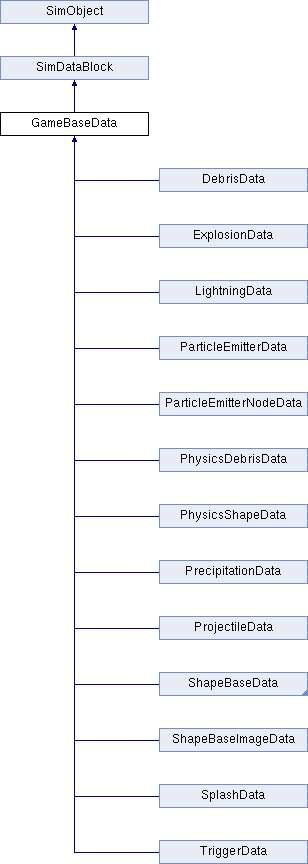 SimObject
SimDataBlock
GameBaseData
DebrisData
ExplosionData
LightningData
ParticleEmitterData
ParticleEmitterNodeData
PhysicsDebrisData
PhysicsShapeData
PrecipitationData
ProjectileData
ShapeBaseData
ShapeBaseImageData
SplashData
TriggerData